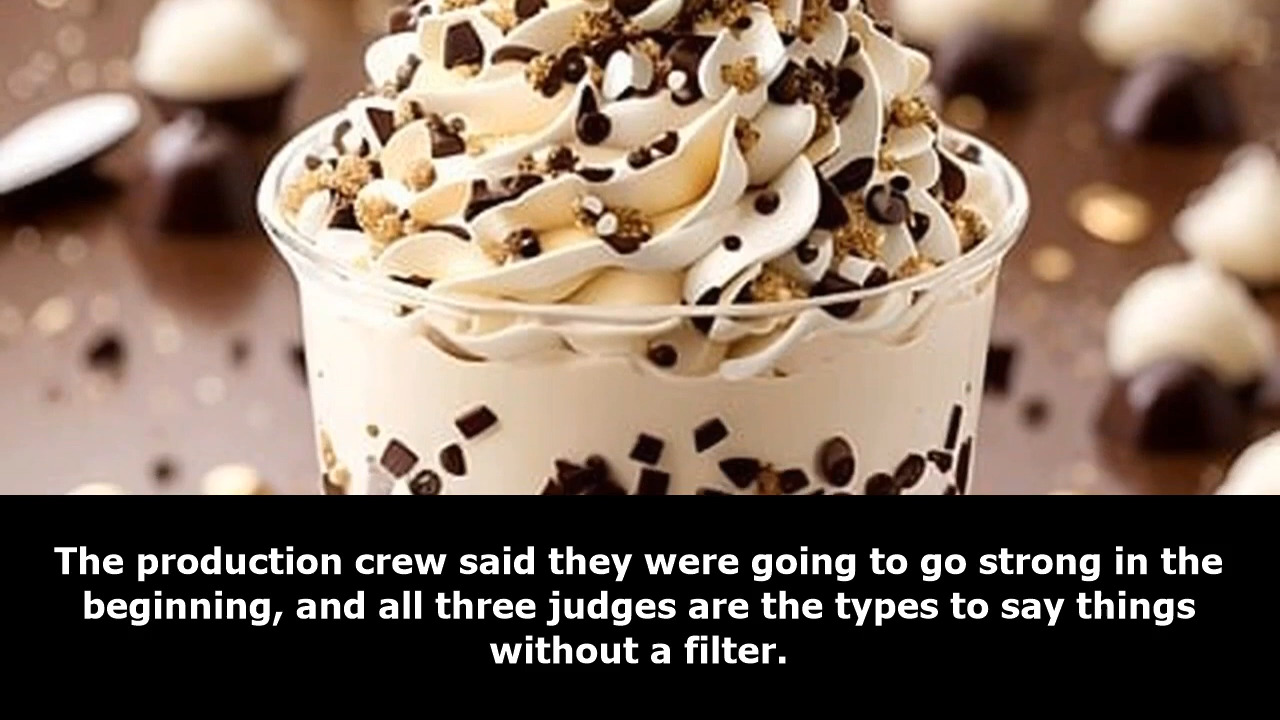 The production crew said they were going to go strong in the
beginning, and all three judges are the types to say things
without a filter.